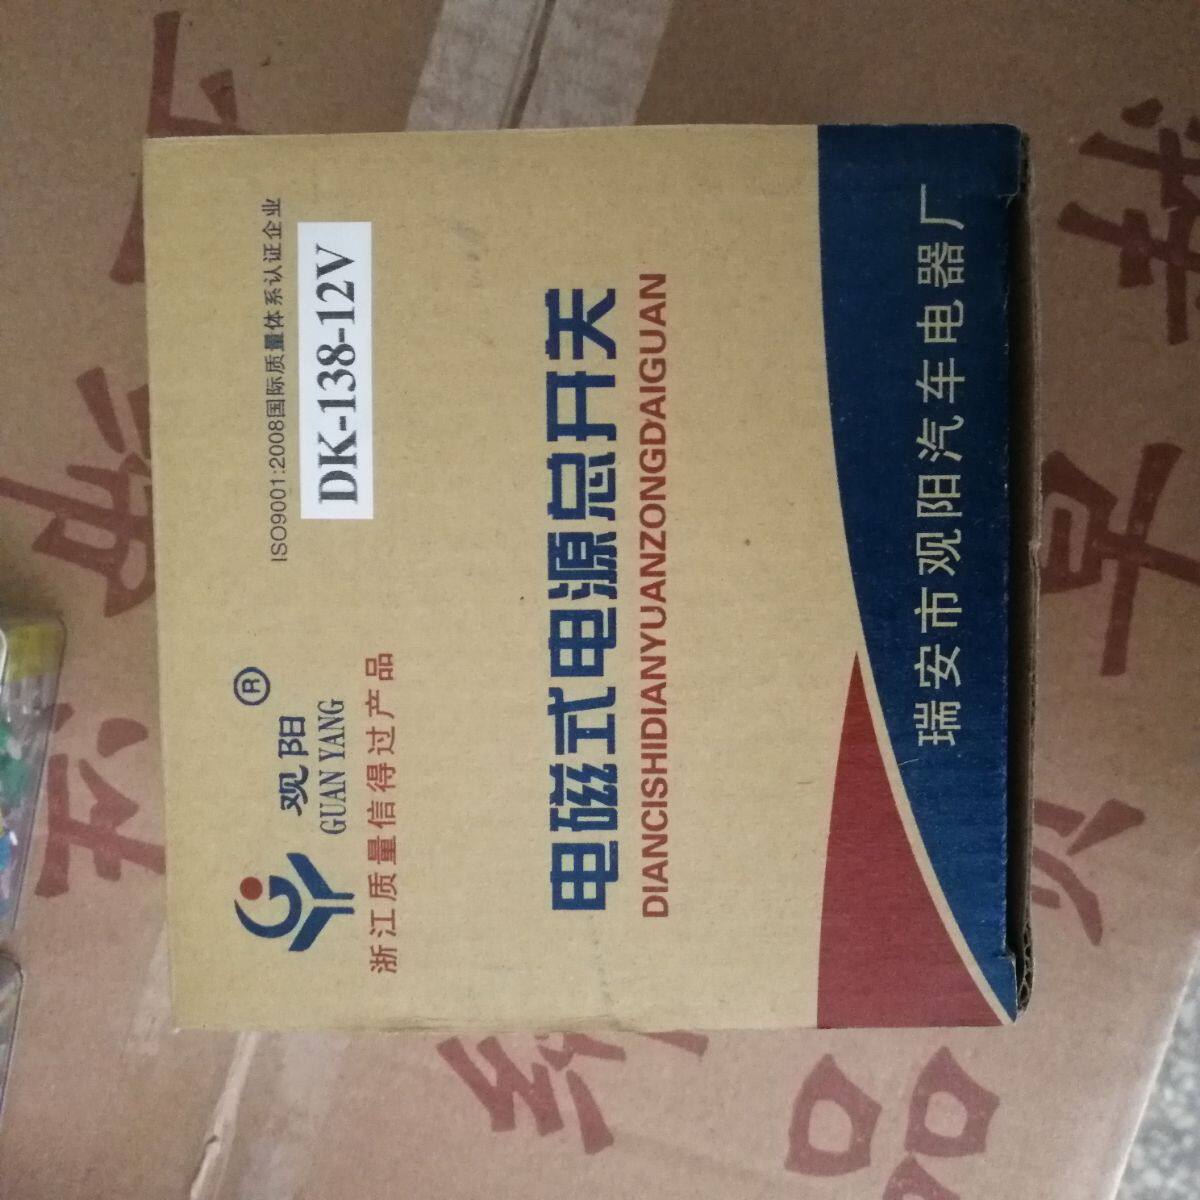 观阳®
GUAN YANG
ISO9001:2008国际质量体系认证企业
DK-138-12V
浙江质量信得过产品
电磁式电源总开关
DIANCISHIDIANYUANZONGDAIGUAN
瑞安市观阳汽车电器厂